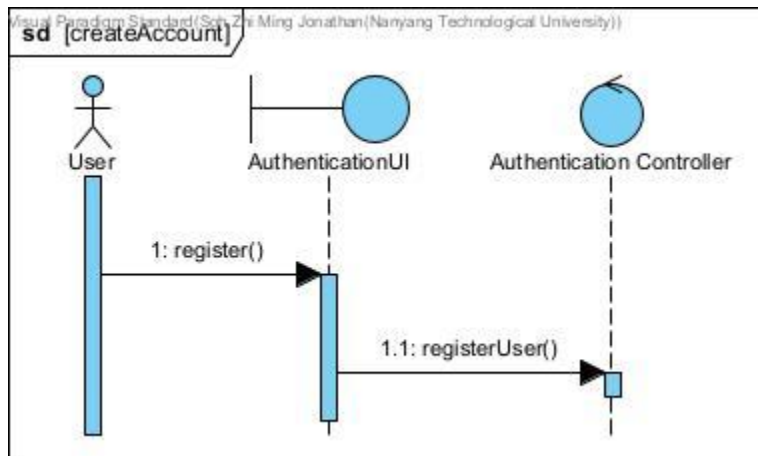 Visual Paradigm Standard(Soh Zhi Ming Jonathan(Nanyang Technological University))
sd [createAccount]
User
AuthenticationUI
Authentication Controller
1: register()
1.1: registerUser()